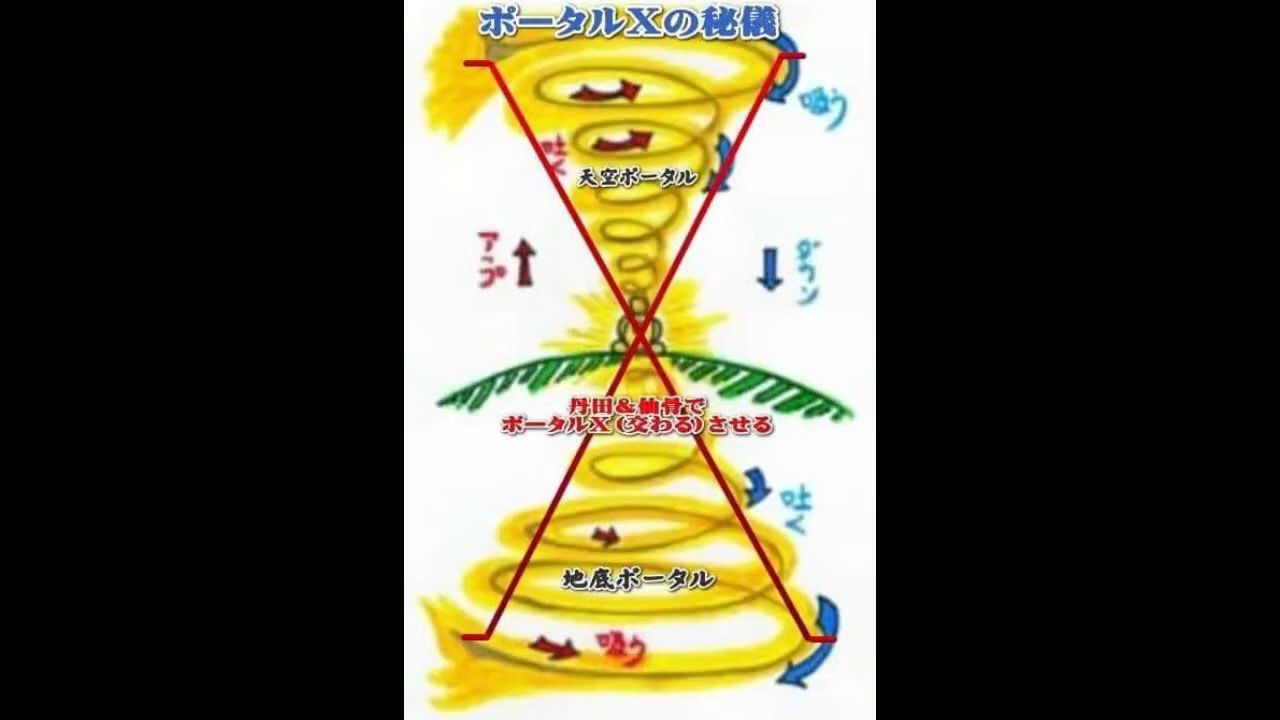 ポータルXの秘儀
吸う
吐く
天空ポータル
アップ
ダウン
丹田&仙骨で
ポータルX(交わる)させる
吐く
地底ポータル
吸う